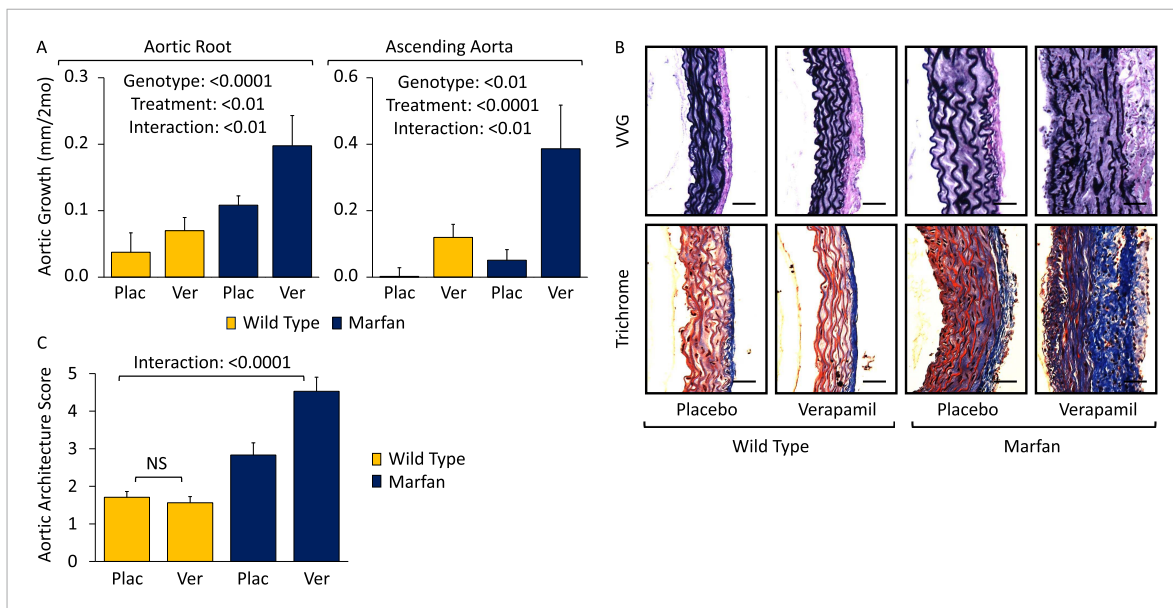 A
Aortic Root
Ascending Aorta
Aortic Growth (mm/2mo)
0.3
0.2
0.1
0.0
Genotype: <0.0001
Treatment: <0.01
Interaction: <0.01
Plac Ver Plac Ver
0.6
0.4
0.2
0.0
Genotype: <0.01
Treatment: <0.0001
Interaction: <0.01
Plac Ver Plac Ver
Wild Type Marfan
B
VVG
Trichrome
Placebo Verapamil Placebo Verapamil
Wild Type Marfan
C
Interaction: <0.0001
Aortic Architecture Score
5
4
3
2
1
0
NS
Plac Ver Plac Ver
Wild Type
Marfan